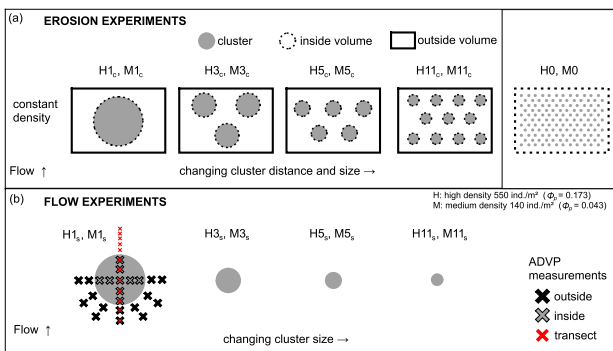 (a) EROSION EXPERIMENTS
cluster inside volume outside volume
H1c, M1c H3c, M3c H5c, M5c H11c, M11c H0, M0
constant density
Flow ↑ changing cluster distance and size →
H: high density 550 ind./m² (Φp = 0.173)
M: medium density 140 ind./m² (Φp = 0.043)
(b) FLOW EXPERIMENTS
H1s, M1s H3s, M3s H5s, M5s H11s, M11s
ADVP measurements
outside
inside
transect
Flow ↑ changing cluster size →